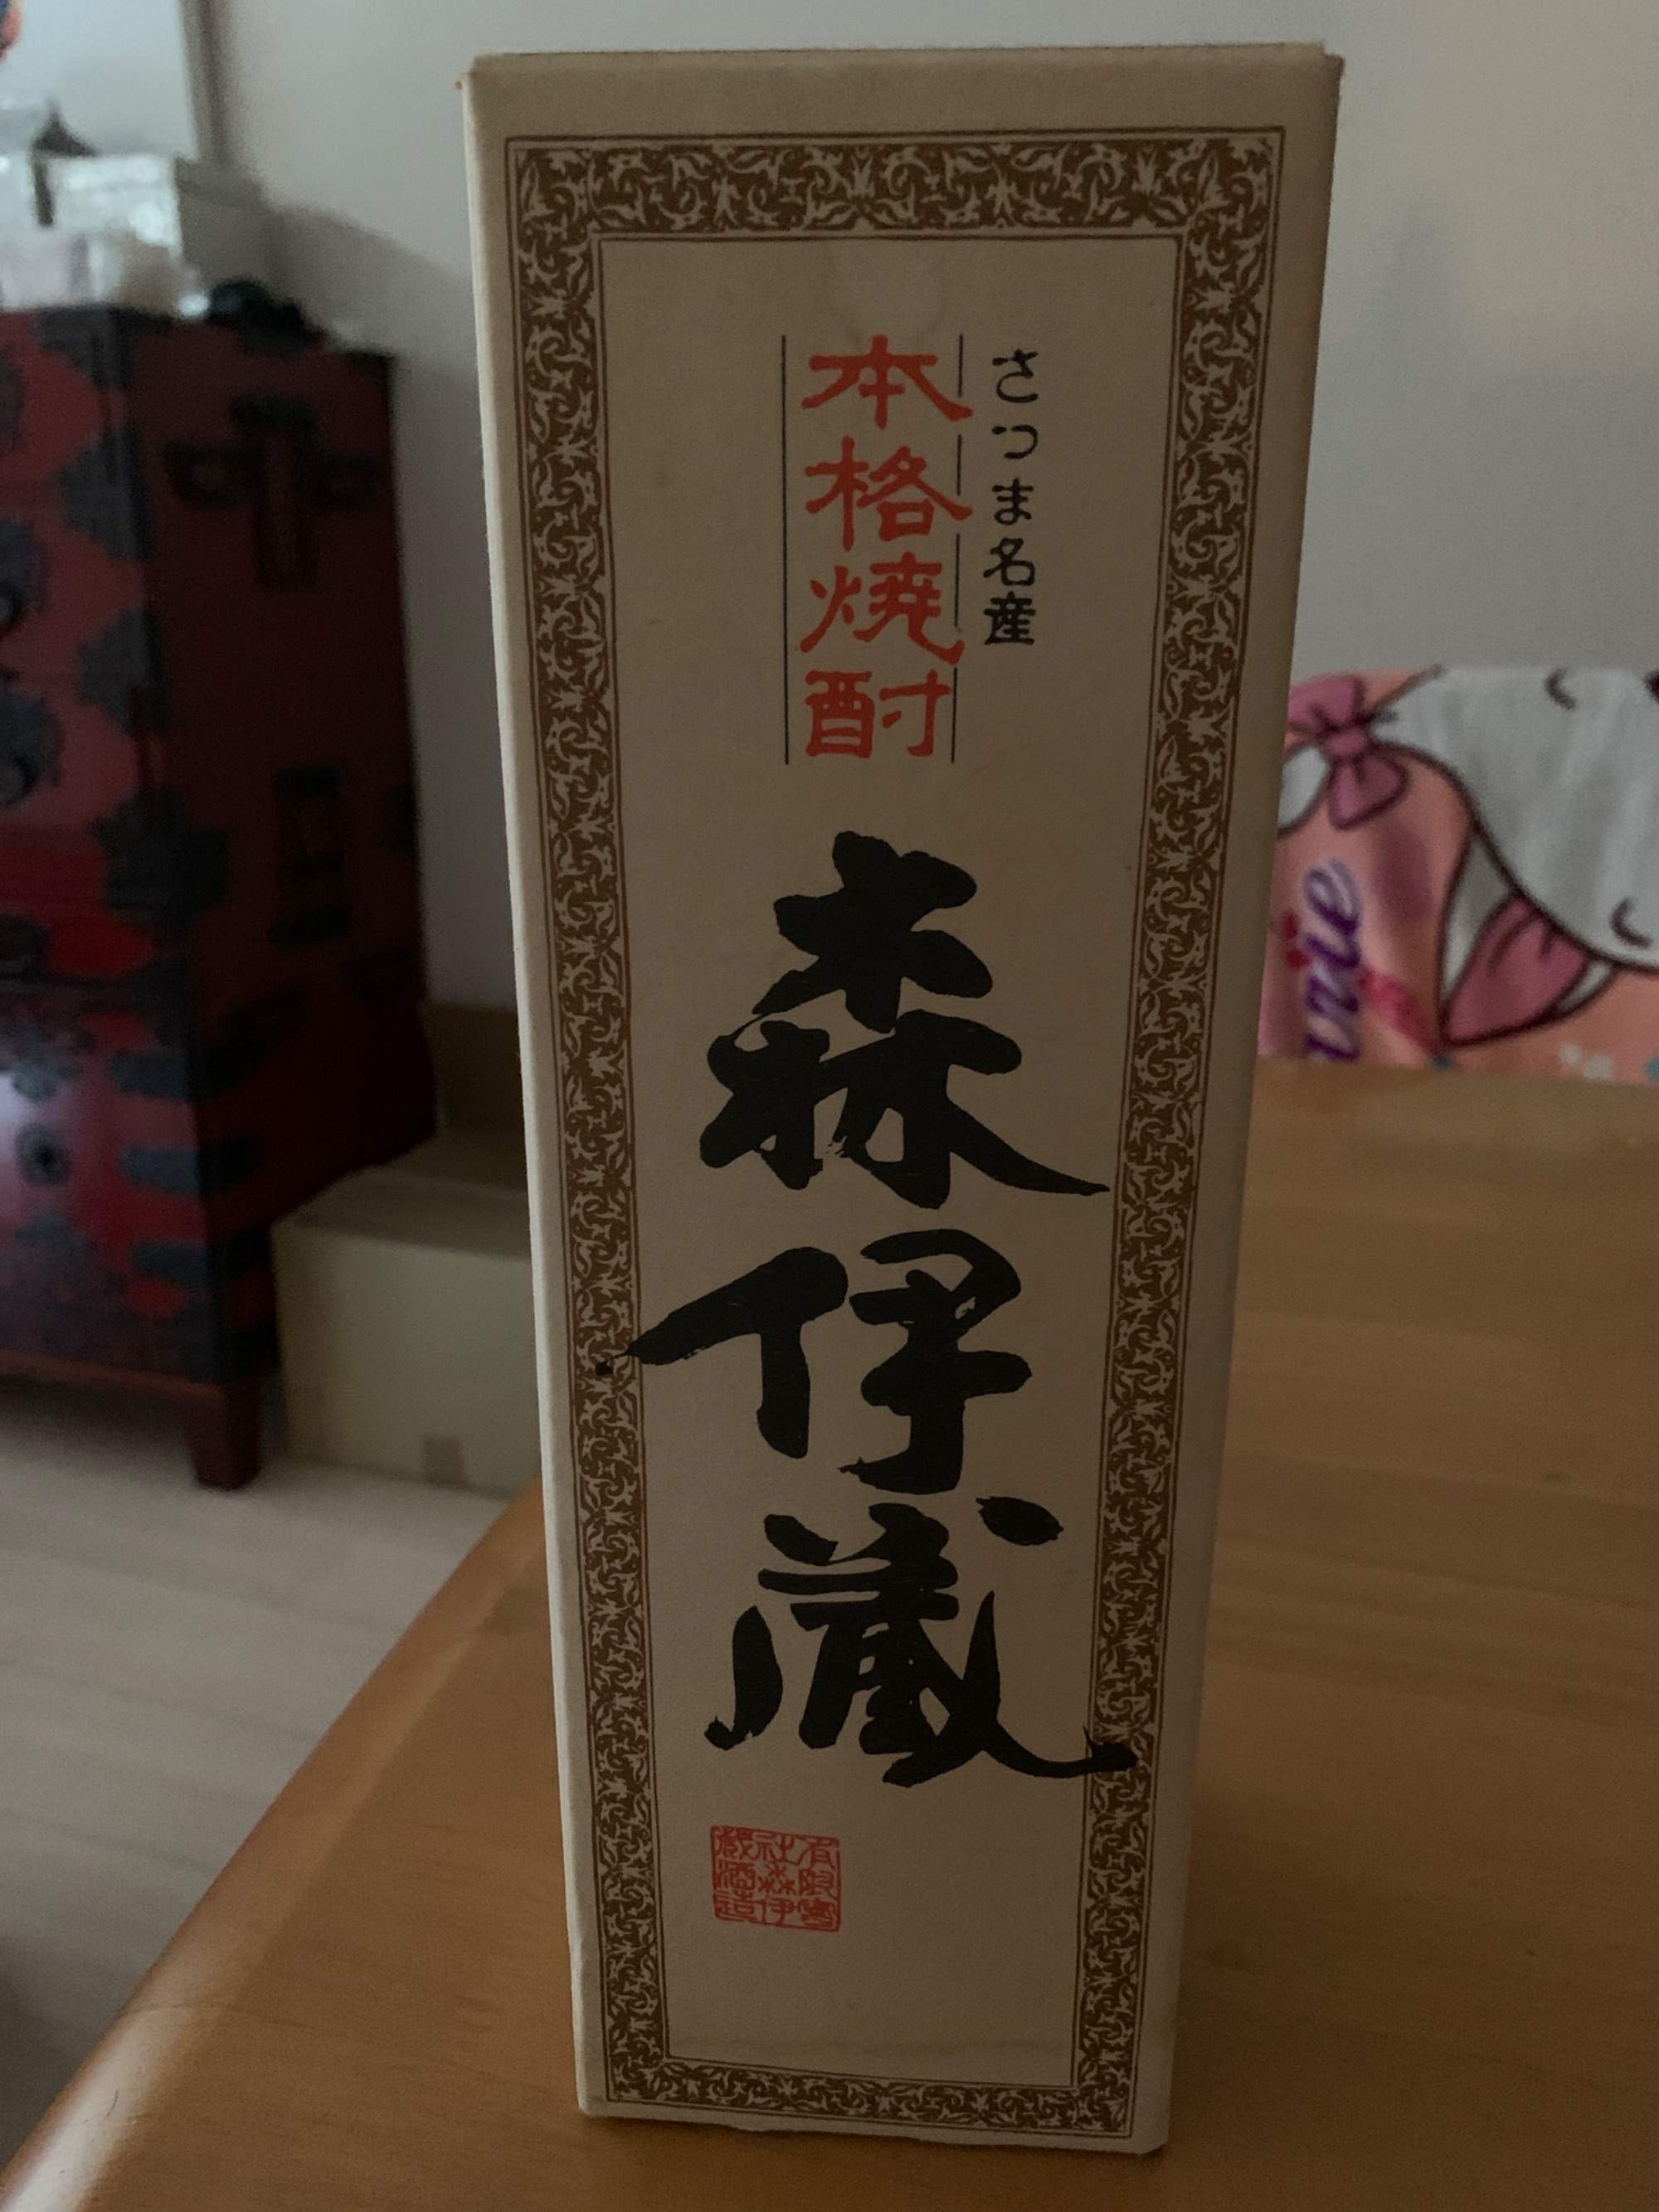 さつま名産
本格焼酎
森伊蔵
有限會
社森伊
蔵酒造